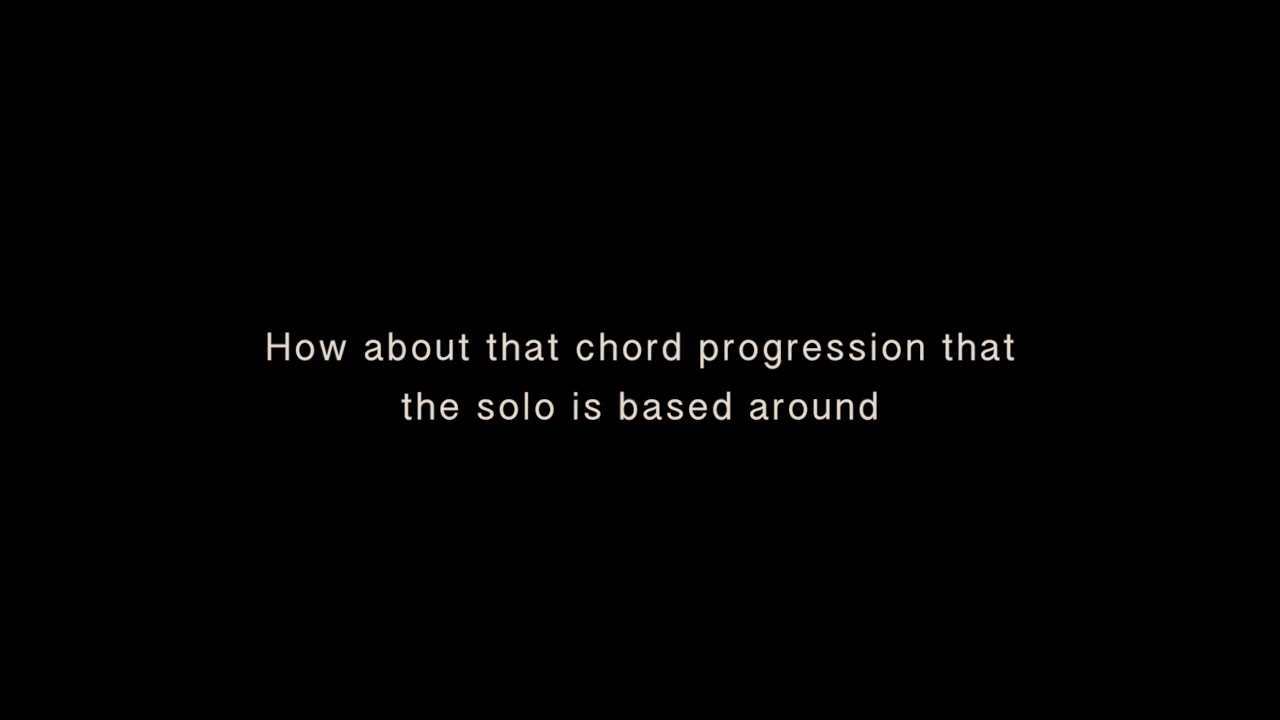 How about that chord progression that
the solo is based around